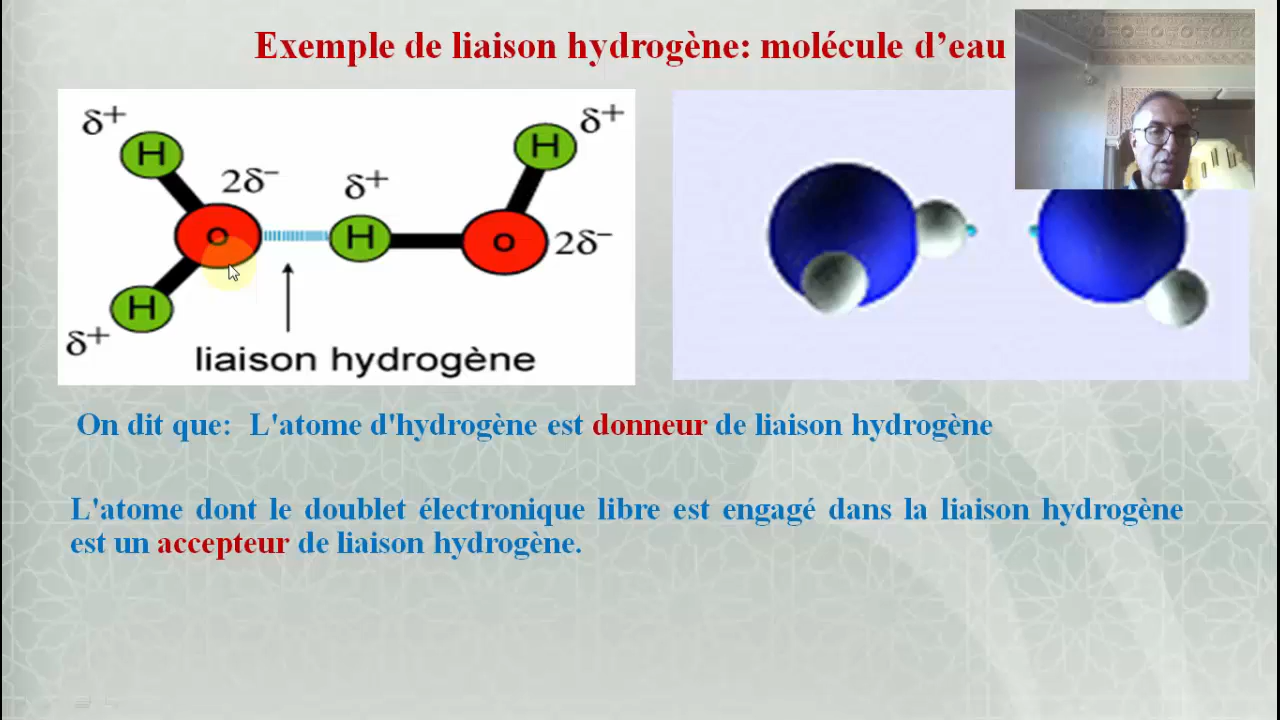 Exemple de liaison hydrogène: molécule d’eau
δ+
δ+
H
H
2δ−
δ+
O
H
O
2δ−
H
δ+
liaison hydrogène
On dit que: L'atome d'hydrogène est donneur de liaison hydrogène
L'atome dont le doublet électronique libre est engagé dans la liaison hydrogène
est un accepteur de liaison hydrogène.